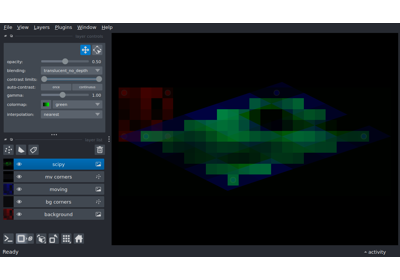 File View Layers Plugins Window Help
opacity: 0.50
blending: translucent_no_depth
contrast limits:
auto-contrast: once continuous
gamma: 1.00
colormap: green
interpolation: nearest
scipy
mv corners
moving
bg corners
background
Ready
activity